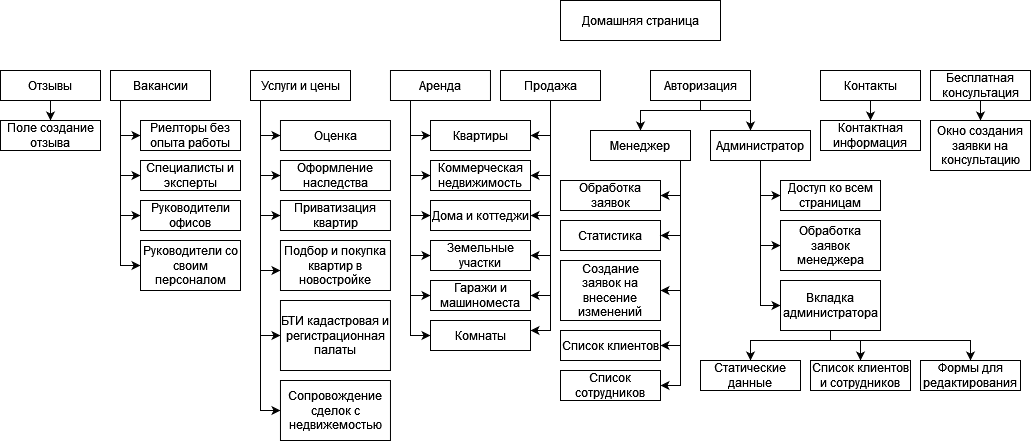 Домашняя страница
Отзывы
Вакансии
Услуги и цены
Аренда
Продажа
Авторизация
Контакты
Бесплатная
консультация
Поле создание
отзыва
Риелторы без
опыта работы
Специалисты и
эксперты
Руководители
офисов
Руководители со
своим
персоналом
Оценка
Оформление
наследства
Приватизация
квартир
Подбор и покупка
квартир в
новостройке
БТИ кадастровая и
регистрационная
палаты
Сопровождение
сделок с
недвижемостью
Квартиры
Коммерческая
недвижимость
Дома и коттеджи
Земельные
участки
Гаражи и
машиноместа
Комнаты
Менеджер
Администратор
Обработка
заявок
Статистика
Создание
заявок на
внесение
изменений
Список клиентов
Список
сотрудников
Доступ ко всем
страницам
Обработка
заявок
менеджера
Вкладка
администратора
Статические
данные
Список клиентов
и сотрудников
Формы для
редактирования
Контактная
информация
Окно создания
заявки на
консультацию